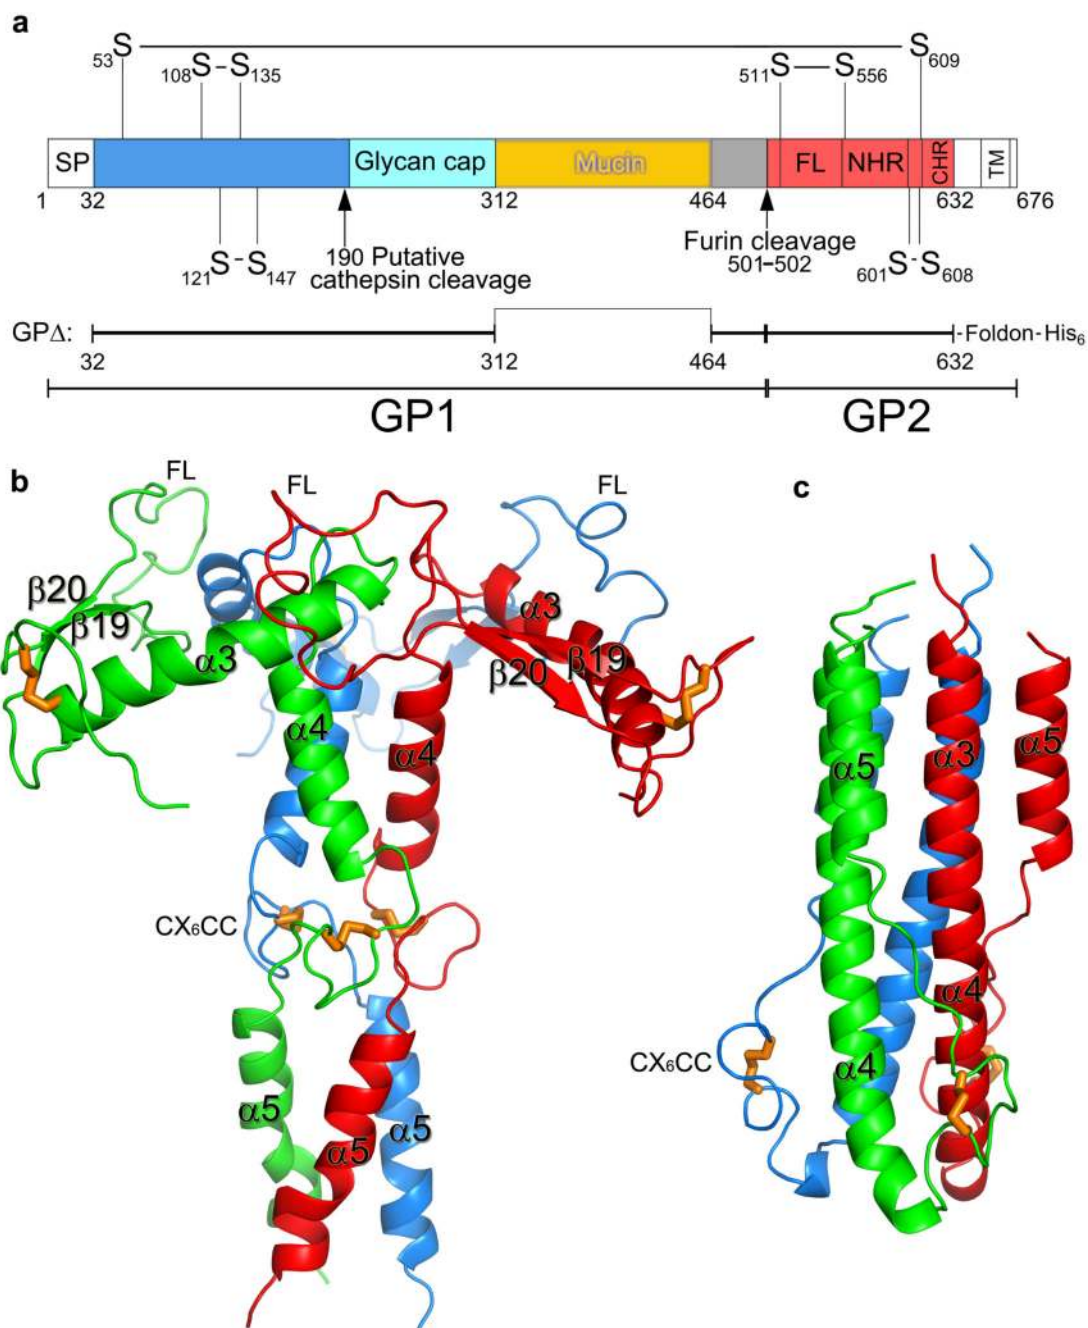 a
53S S609
108S S135 511S S556
SP Glycan cap Mucin FL NHR CHR TM
1 32 312 464 632 676
121S-S147 190 Putative cathepsin cleavage Furin cleavage 501–502 601S-S608
GPΔ: -Foldon-His6
32 312 464 632
GP1 GP2
b FL FL FL c
β20 β19 α3 α3 β20 β19
α4 α4 α5 α3 α5
CX6CC
α4 α4
CX6CC
α5 α5 α5